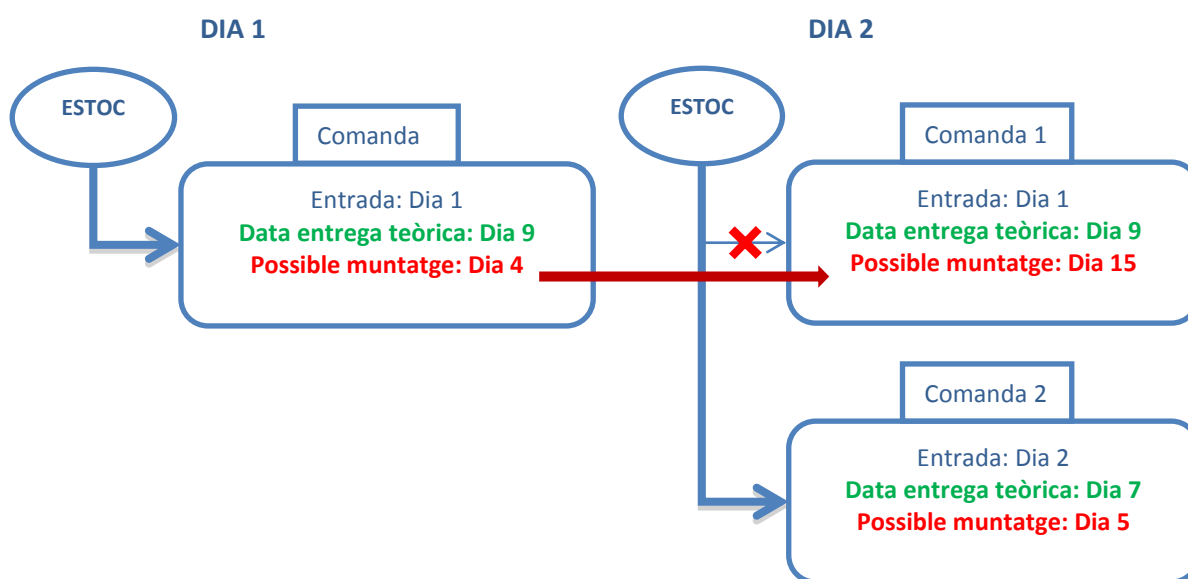 DIA 1
ESTOC
Comanda
Entrada: Dia 1
Data entrega teòrica: Dia 9
Possible muntatge: Dia 4
DIA 2
ESTOC
Comanda 1
Entrada: Dia 1
Data entrega teòrica: Dia 9
Possible muntatge: Dia 15
Comanda 2
Entrada: Dia 2
Data entrega teòrica: Dia 7
Possible muntatge: Dia 5